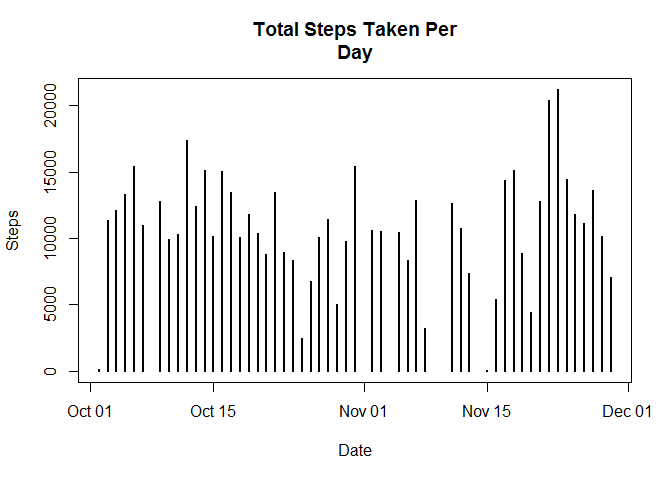 Total Steps Taken Per
Day
Steps
20000
15000
10000
5000
0
Oct 01
Oct 15
Nov 01
Nov 15
Dec 01
Date